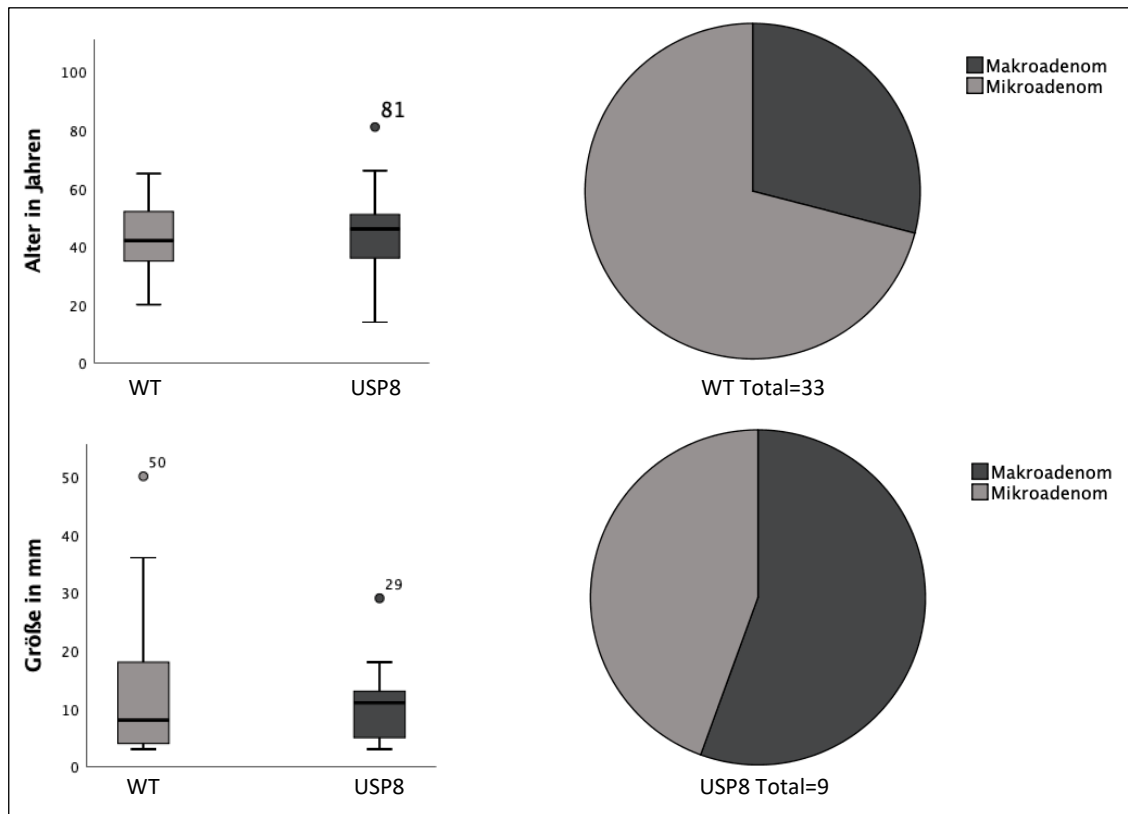 Alter in Jahren
100
80
60
40
20
0
81
WT
USP8
Makroadenom
Mikroadenom
WT Total=33
Größe in mm
50
40
30
20
10
0
50
29
WT
USP8
Makroadenom
Mikroadenom
USP8 Total=9